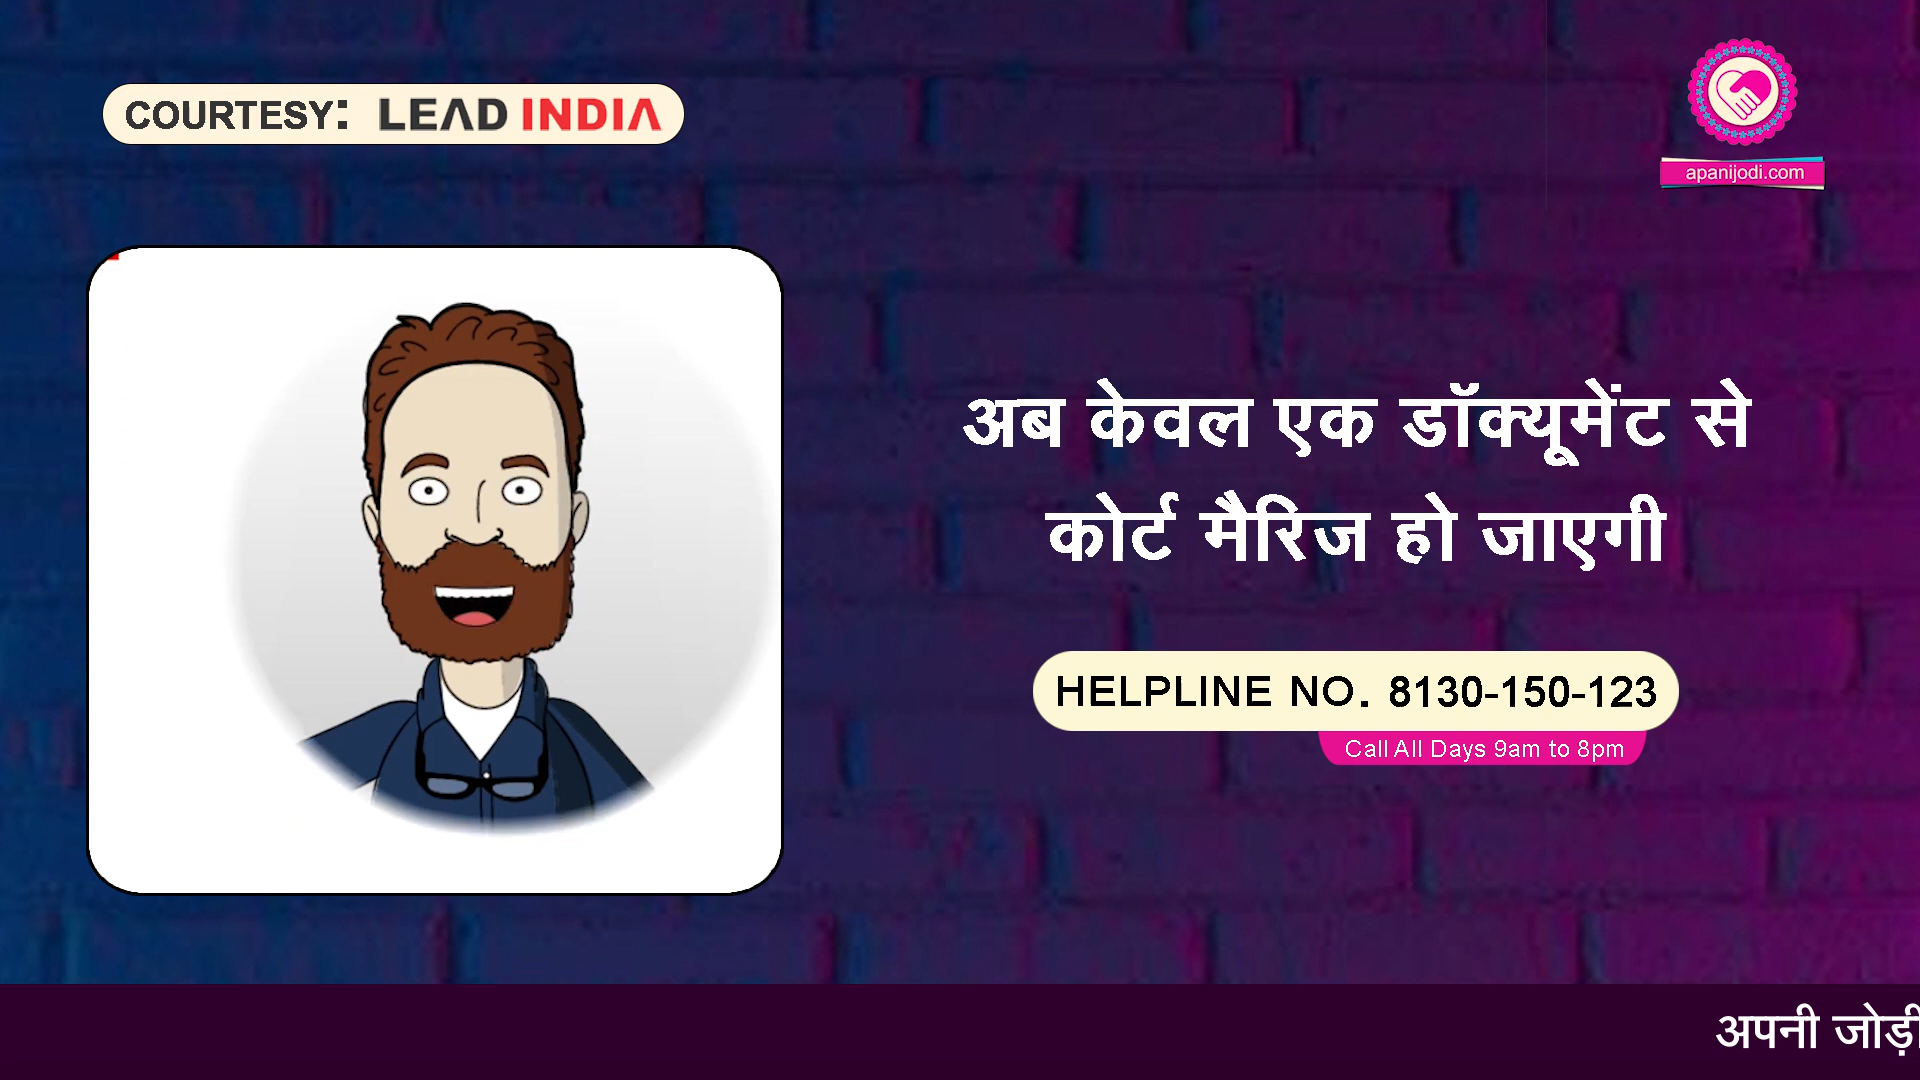 COURTESY: LEAD INDIA
apanijodi.com
अब केवल एक डॉक्यूमेंट से
कोर्ट मैरिज हो जाएगी
HELPLINE NO. 8130-150-123
Call All Days 9am to 8pm
अपनी जोड़ी